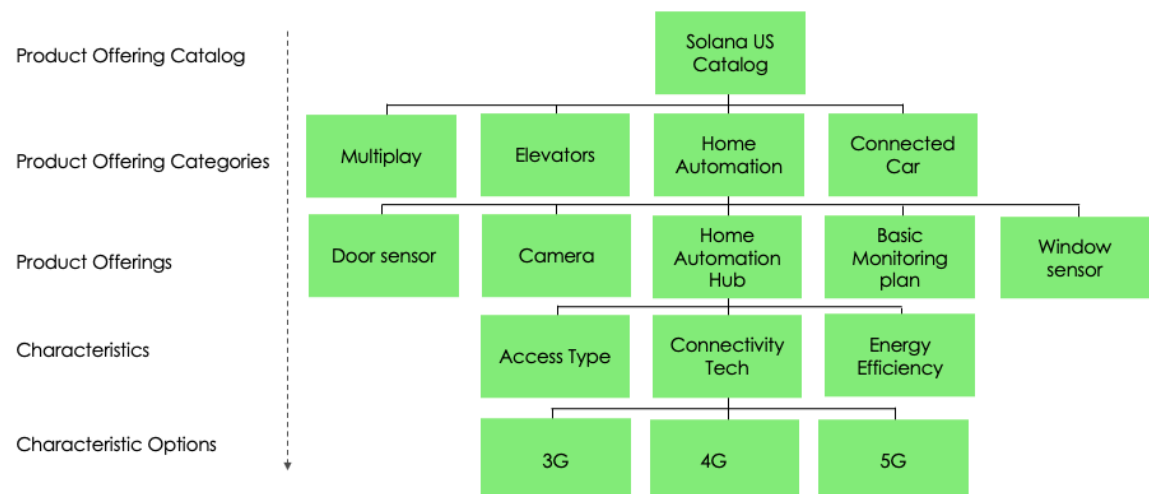 Product Offering Catalog
Solana US
Catalog
Product Offering Categories
Multiplay
Elevators
Home
Automation
Connected
Car
Product Offerings
Door sensor
Camera
Home
Automation
Hub
Basic
Monitoring
plan
Window
sensor
Characteristics
Access Type
Connectivity
Tech
Energy
Efficiency
Characteristic Options
3G
4G
5G